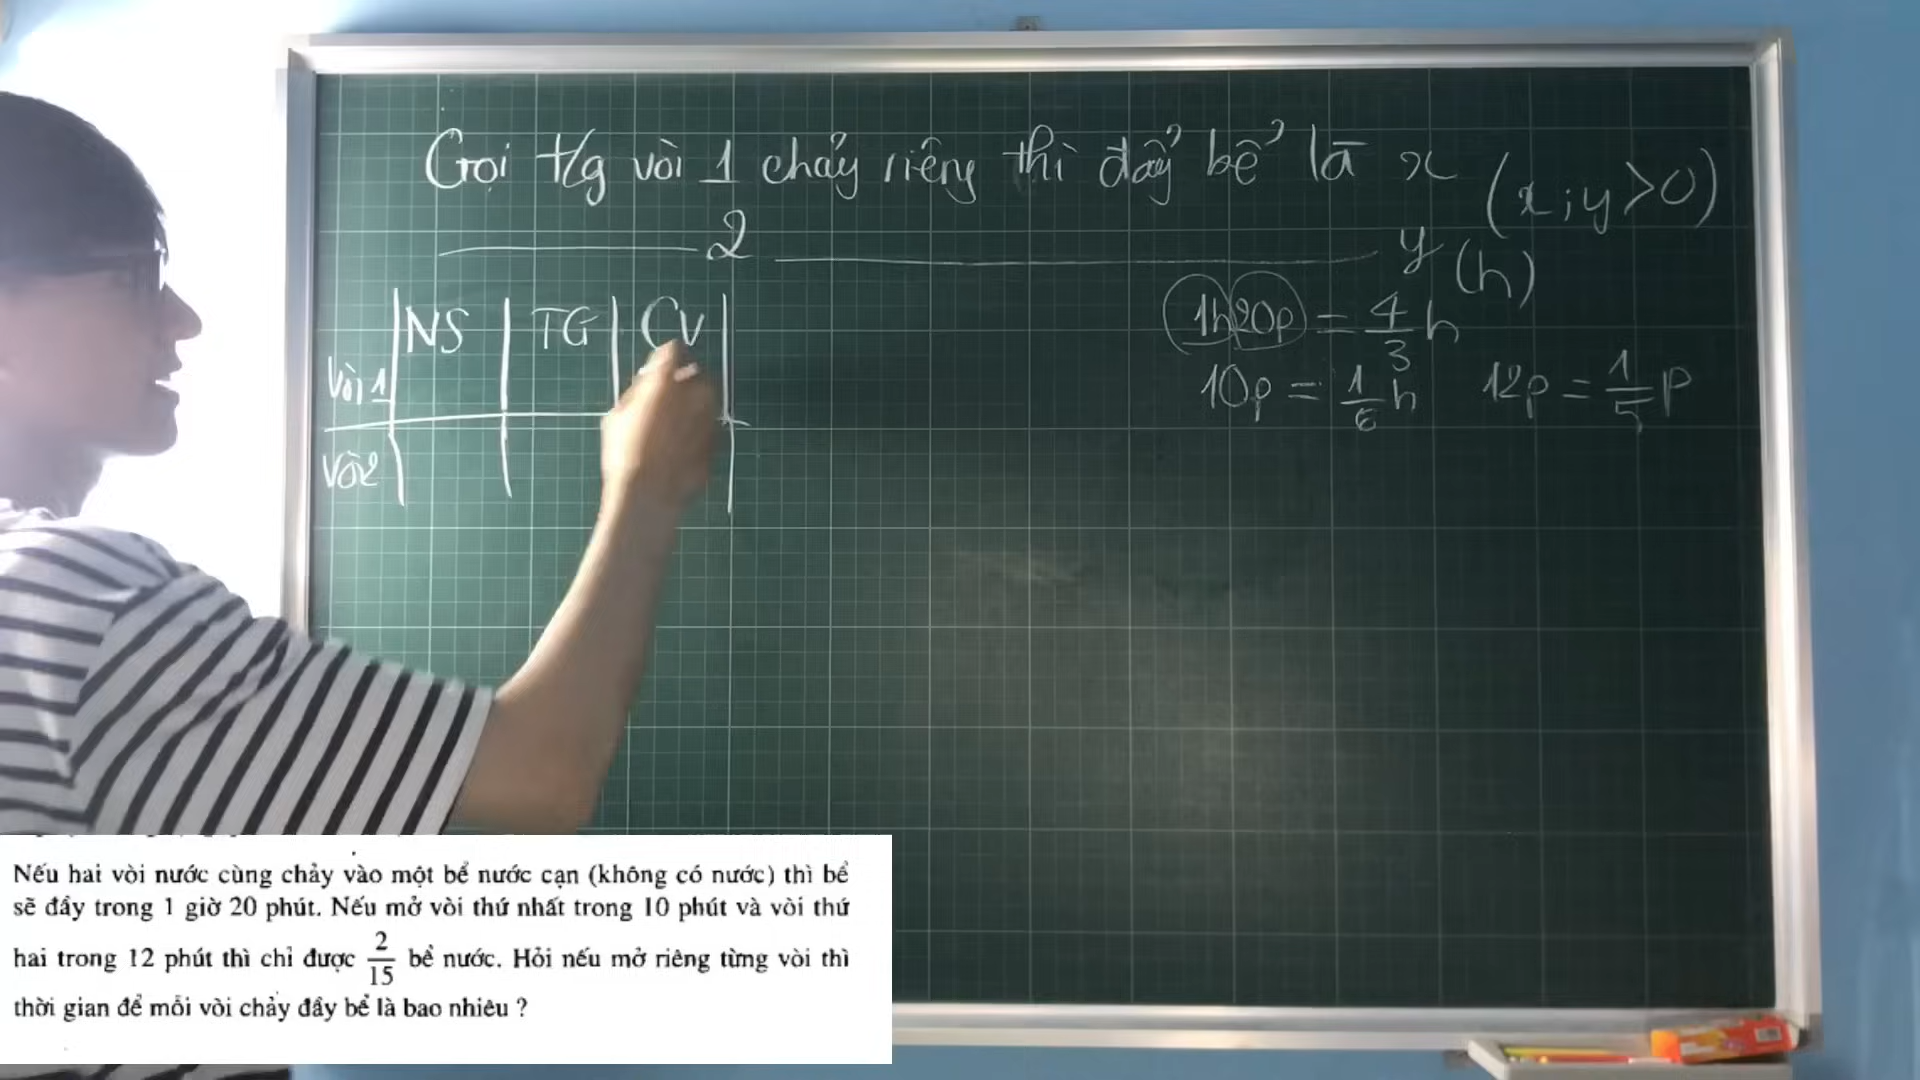 Gọi t/g vòi 1 chảy riêng thì đầy bể là x (x;y>0)
2 y (h)
NS TG CV
1h20p = 4/3 h
Vòi 1
10p = 1/6 h 12p = 1/5 p
Vòi 2
Nếu hai vòi nước cùng chảy vào một bể nước cạn (không có nước) thì bể
sẽ đầy trong 1 giờ 20 phút. Nếu mở vòi thứ nhất trong 10 phút và vòi thứ
hai trong 12 phút thì chỉ được 2/15 bể nước. Hỏi nếu mở riêng từng vòi thì
thời gian để mỗi vòi chảy đầy bể là bao nhiêu ?